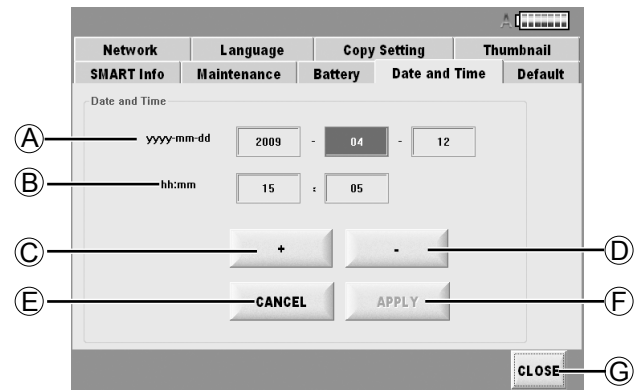 A
Network Language Copy Setting Thumbnail
SMART Info Maintenance Battery Date and Time Default
Date and Time
A yyyy-mm-dd 2009 - 04 - 12
B hh:mm 15 : 05
C + - D
E CANCEL APPLY F
CLOSE G